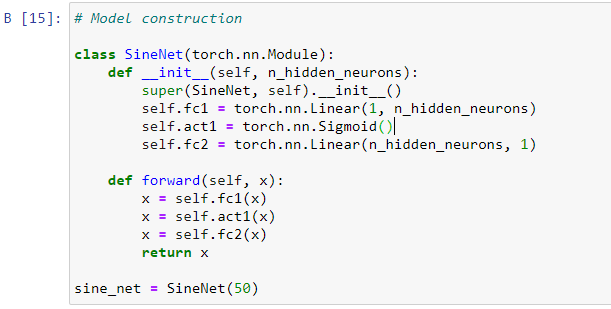 В [15]: # Model construction
class SineNet(torch.nn.Module):
    def __init__(self, n_hidden_neurons):
        super(SineNet, self).__init__()
        self.fc1 = torch.nn.Linear(1, n_hidden_neurons)
        self.act1 = torch.nn.Sigmoid()
        self.fc2 = torch.nn.Linear(n_hidden_neurons, 1)
    def forward(self, x):
        x = self.fc1(x)
        x = self.act1(x)
        x = self.fc2(x)
        return x
sine_net = SineNet(50)